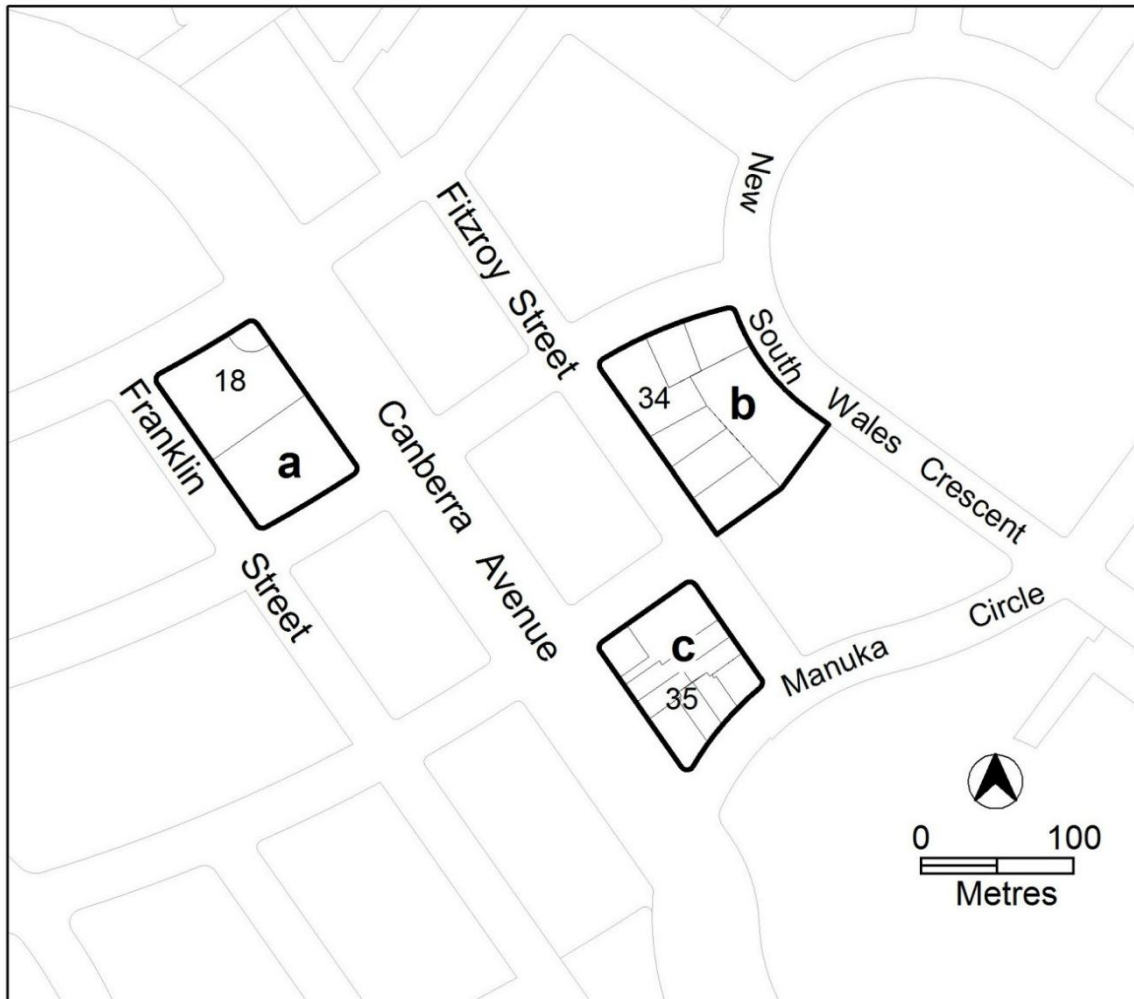 New
Fitzroy Street
South
Wales
Crescent
18
34
b
Franklin
Street
a
Canberra
Avenue
c
35
Manuka
Circle
0 100
Metres